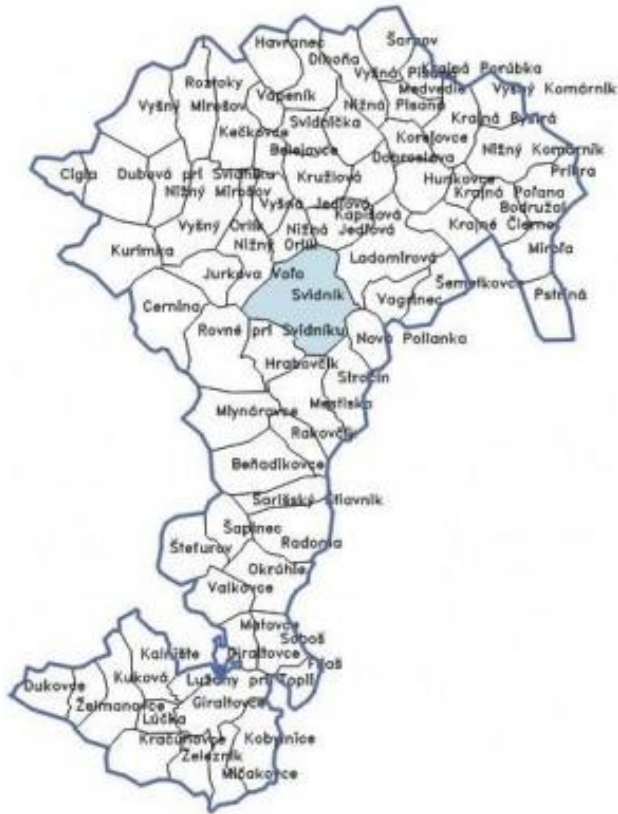 Havranec
Šarbov
Dlhoňa
Krajná Porúbka
Vyšná Pisaná
Roztoky
Medvedie
Vyšný Komárnik
Vápeník
Vyšný Mirošov
Nižná Pisaná
Krajná Bystrá
Svidnička
Kečkovce
Korejovce
Belejovce
Nižný Komárnik
Dobroslava
Cigľa
Dubová pri Svidníku
Kružlová
Hunkovce
Príkra
Nižný Mirošov
Krajná Poľana
Vyšná Jedľová
Bodružal
Kapišová
Vyšný Orlík
Nižná Jedľová
Krajné Čierno
Nižný Orlík
Miroľa
Kurimka
Ladomirová
Jurkova Voľa
Šemetkovce
Svidník
Pstriná
Cernina
Vagrinec
Rovné pri Svidníku
Nová Polianka
Hrabovčík
Stročín
Mestisko
Mlynárovce
Rakovčík
Beňadikovce
Šarišský Štiavnik
Šapinec
Radoma
Štefurov
Okrúhle
Valkovce
Matovce
Soboš
Kalnište
Giraltovce
Fijaš
Kuková
Lužany pri Topli
Dukovce
Želmanovce
Giraltovce
Lúčka
Kračúnovce
Kobylnice
Železník
Mičakovce